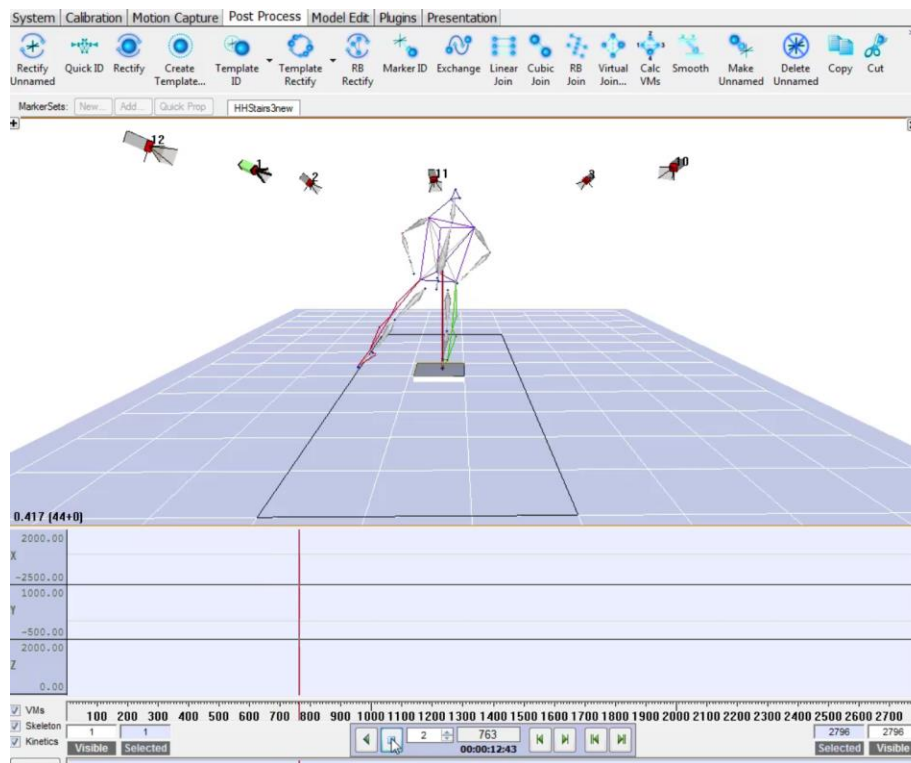 System Calibration Motion Capture Post Process Model Edit Plugins Presentation
Rectify Unnamed
Quick ID
Rectify
Create Template...
Template ID
Template Rectify
RB Rectify
Marker ID
Exchange
Linear Join
Cubic Join
RB Join
Virtual Join...
Calc VMs
Smooth
Make Unnamed
Delete Unnamed
Copy
Cut
MarkerSets: New... Add... Quick Prop HHStairs3new
12
1
2
11
3
10
0.417 (44+0)
2000.00
X
-2500.00
1000.00
Y
-500.00
2000.00
Z
0.00
VMs
Skeleton
Kinetics
100 200 300 400 500 600 700 800 900 1000 1100 1200 1300 1400 1500 1600 1700 1800 1900 2000 2100 2200 2300 2400 2500 2600 2700
1 1 2 763 2796 2796
Visible Selected 00:00:12:43 Selected Visible